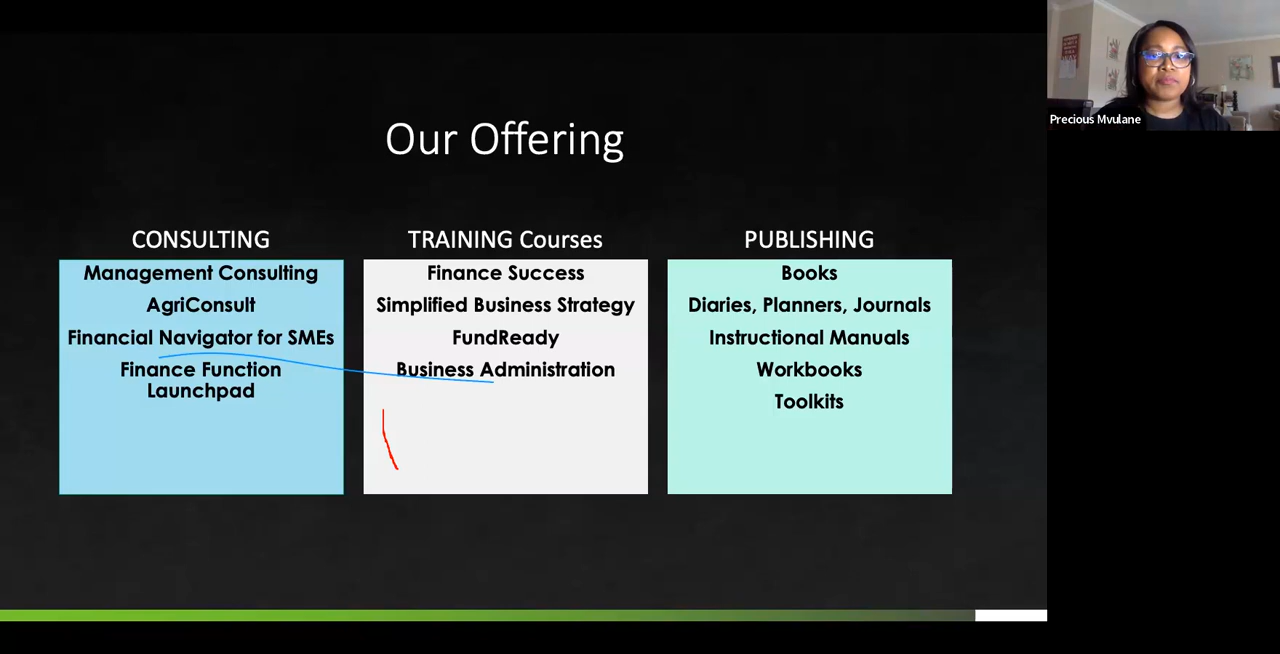 Our Offering
CONSULTING
Management Consulting
AgriConsult
Financial Navigator for SMEs
Finance Function
Launchpad
TRAINING Courses
Finance Success
Simplified Business Strategy
FundReady
Business Administration
PUBLISHING
Books
Diaries, Planners, Journals
Instructional Manuals
Workbooks
Toolkits
Precious Mvulane